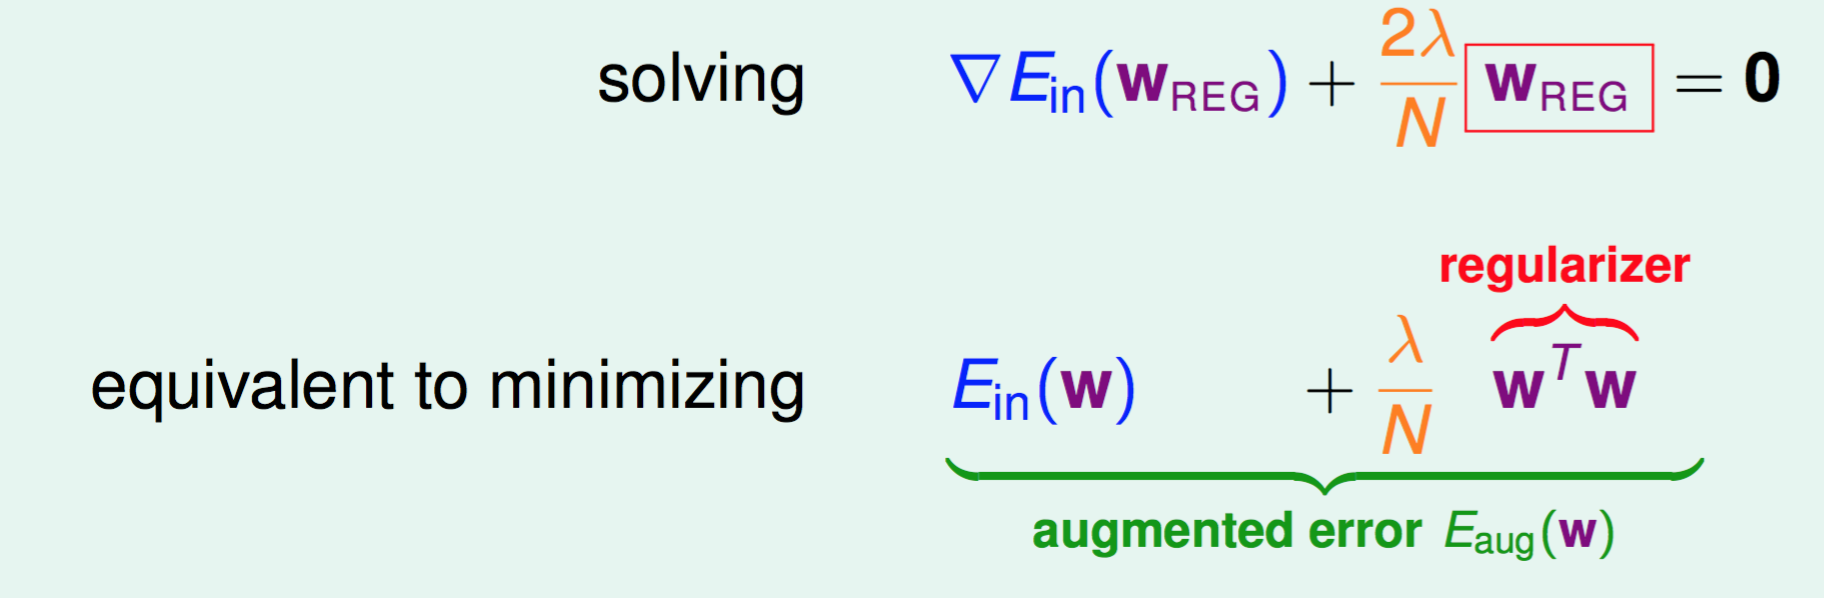 solving ∇E_in(w_REG) + 2λ/N w_REG = 0
regularizer
equivalent to minimizing E_in(w) + λ/N w^T w
augmented error E_aug(w)